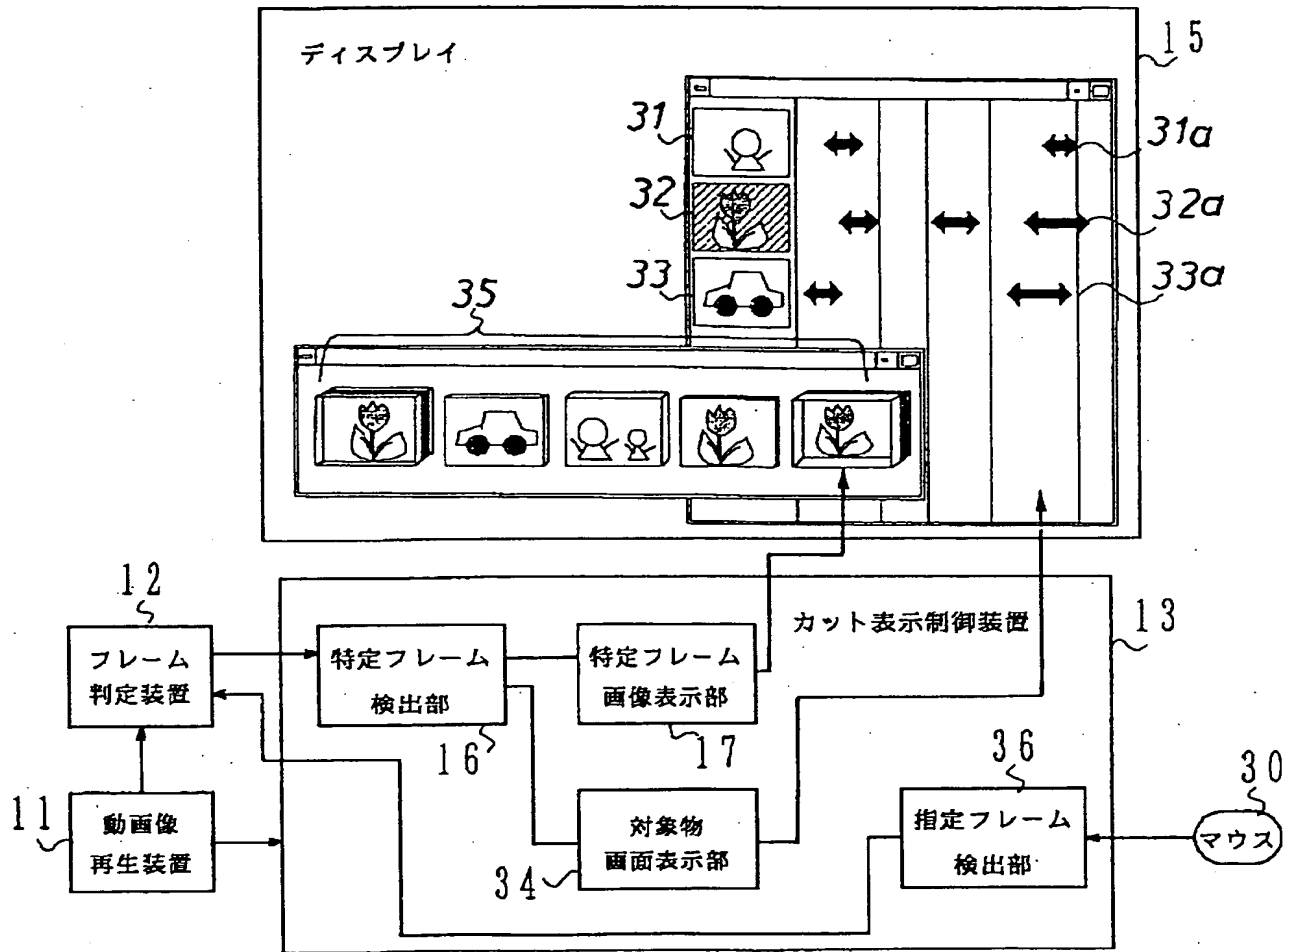 ディスプレイ
15
31
31a
32
32a
33
33a
35
12
フレーム
判定装置
特定フレーム
検出部
16
特定フレーム
画像表示部
17
カット表示制御装置
13
11
動画像
再生装置
対象物
画面表示部
34
36
指定フレーム
検出部
30
マウス